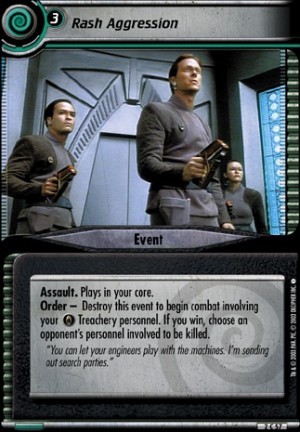 3
Rash Aggression
Event
Assault. Plays in your core.
Order – Destroy this event to begin combat involving
your Treachery personnel. If you win, choose an
opponent's personnel involved to be killed.
"You can let your engineers play with the machines. I'm sending
out search parties."
2 C 57